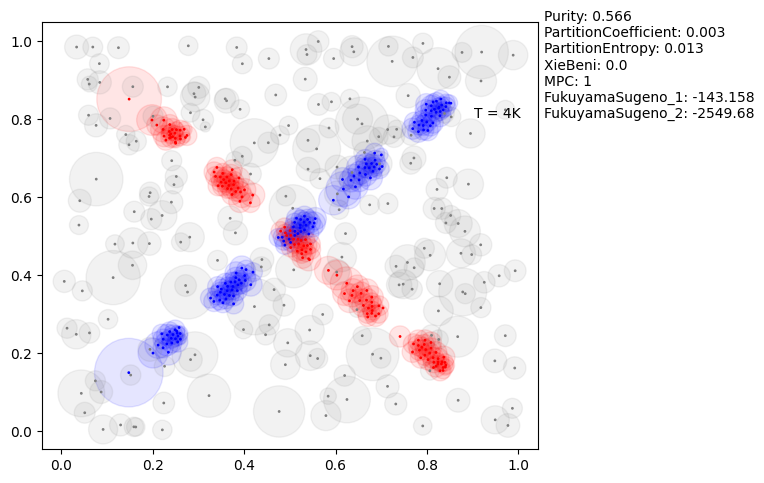 Purity: 0.566
PartitionCoefficient: 0.003
PartitionEntropy: 0.013
XieBeni: 0.0
MPC: 1
FukuyamaSugeno_1: -143.158
FukuyamaSugeno_2: -2549.68
T = 4K
1.0
0.8
0.6
0.4
0.2
0.0
0.0 0.2 0.4 0.6 0.8 1.0